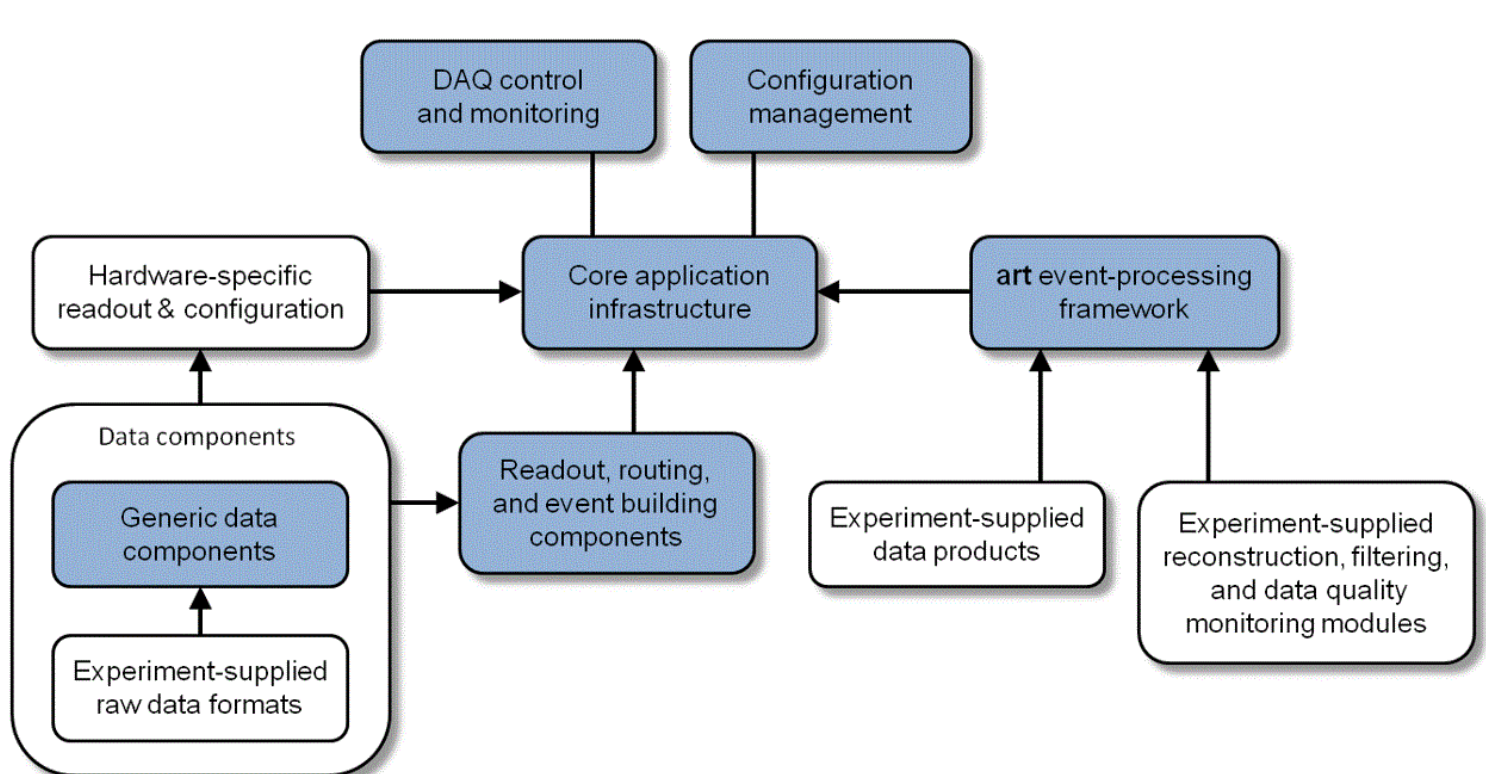 DAQ control
and monitoring
Configuration
management
Hardware-specific
readout & configuration
Core application
infrastructure
art event-processing
framework
Data components
Generic data
components
Experiment-supplied
raw data formats
Readout, routing,
and event building
components
Experiment-supplied
data products
Experiment-supplied
reconstruction, filtering,
and data quality
monitoring modules